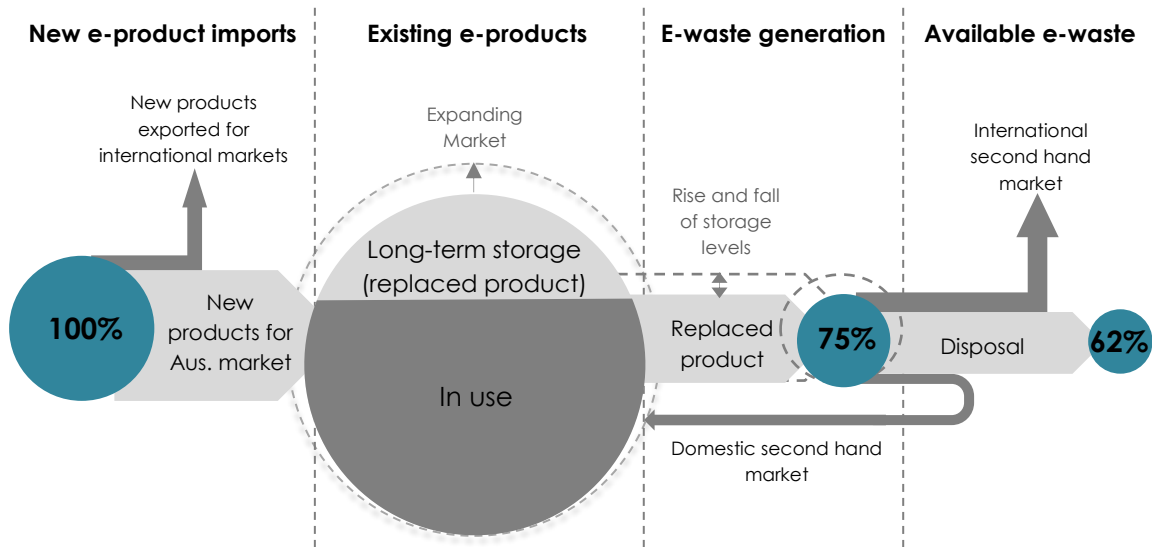 New e-product imports
Existing e-products
E-waste generation
Available e-waste
New products
exported for
international markets
Expanding
Market
International
second hand
market
Rise and fall
of storage
levels
Long-term storage
(replaced product)
100%
New
products for
Aus. market
In use
Replaced
product
75%
Disposal
62%
Domestic second hand
market